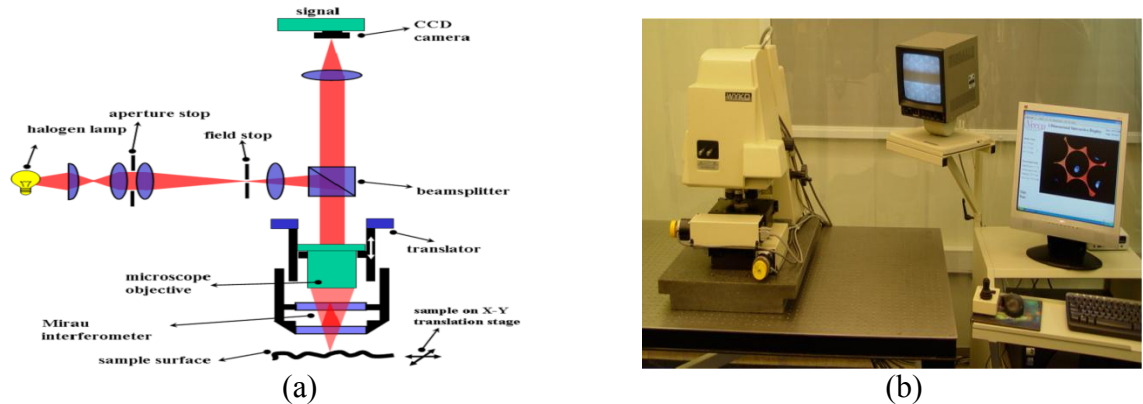 signal
CCD
camera
aperture stop
halogen lamp
field stop
beamsplitter
translator
microscope
objective
Mirau
interferometer
sample on X-Y
translation stage
sample surface
(a)
WYKO
(b)